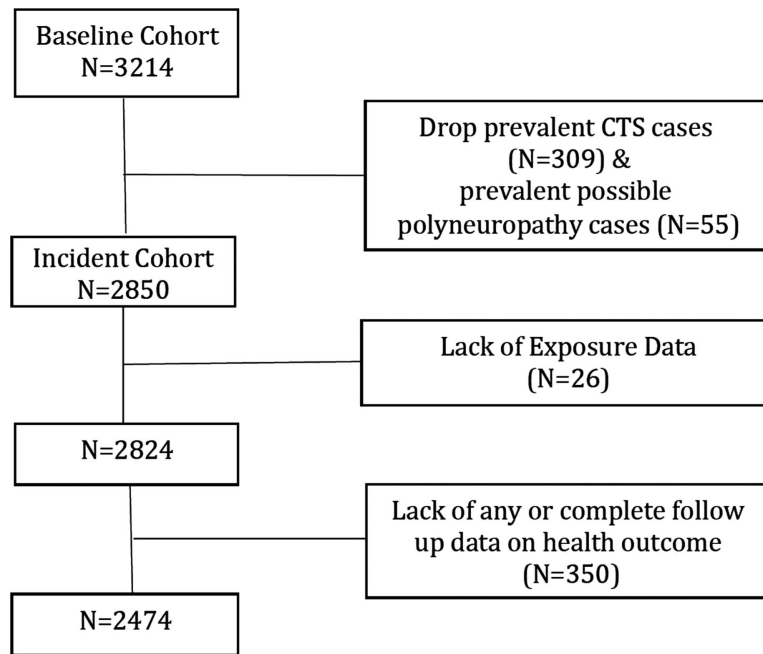 Baseline Cohort
N=3214
Drop prevalent CTS cases
(N=309) &
prevalent possible
polyneuropathy cases (N=55)
Incident Cohort
N=2850
Lack of Exposure Data
(N=26)
N=2824
Lack of any or complete follow
up data on health outcome
(N=350)
N=2474